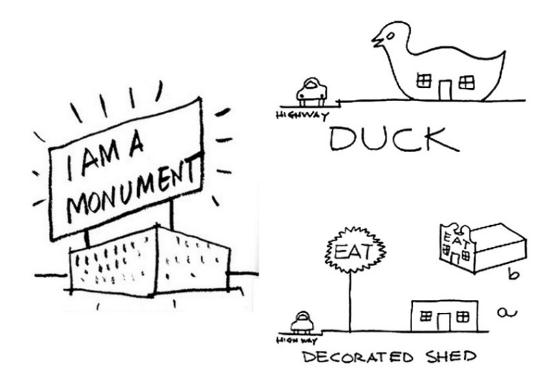 I AM A
MONUMENT
HIGHWAY
DUCK
EAT
EAT
b
a
HIGHWAY
DECORATED SHED